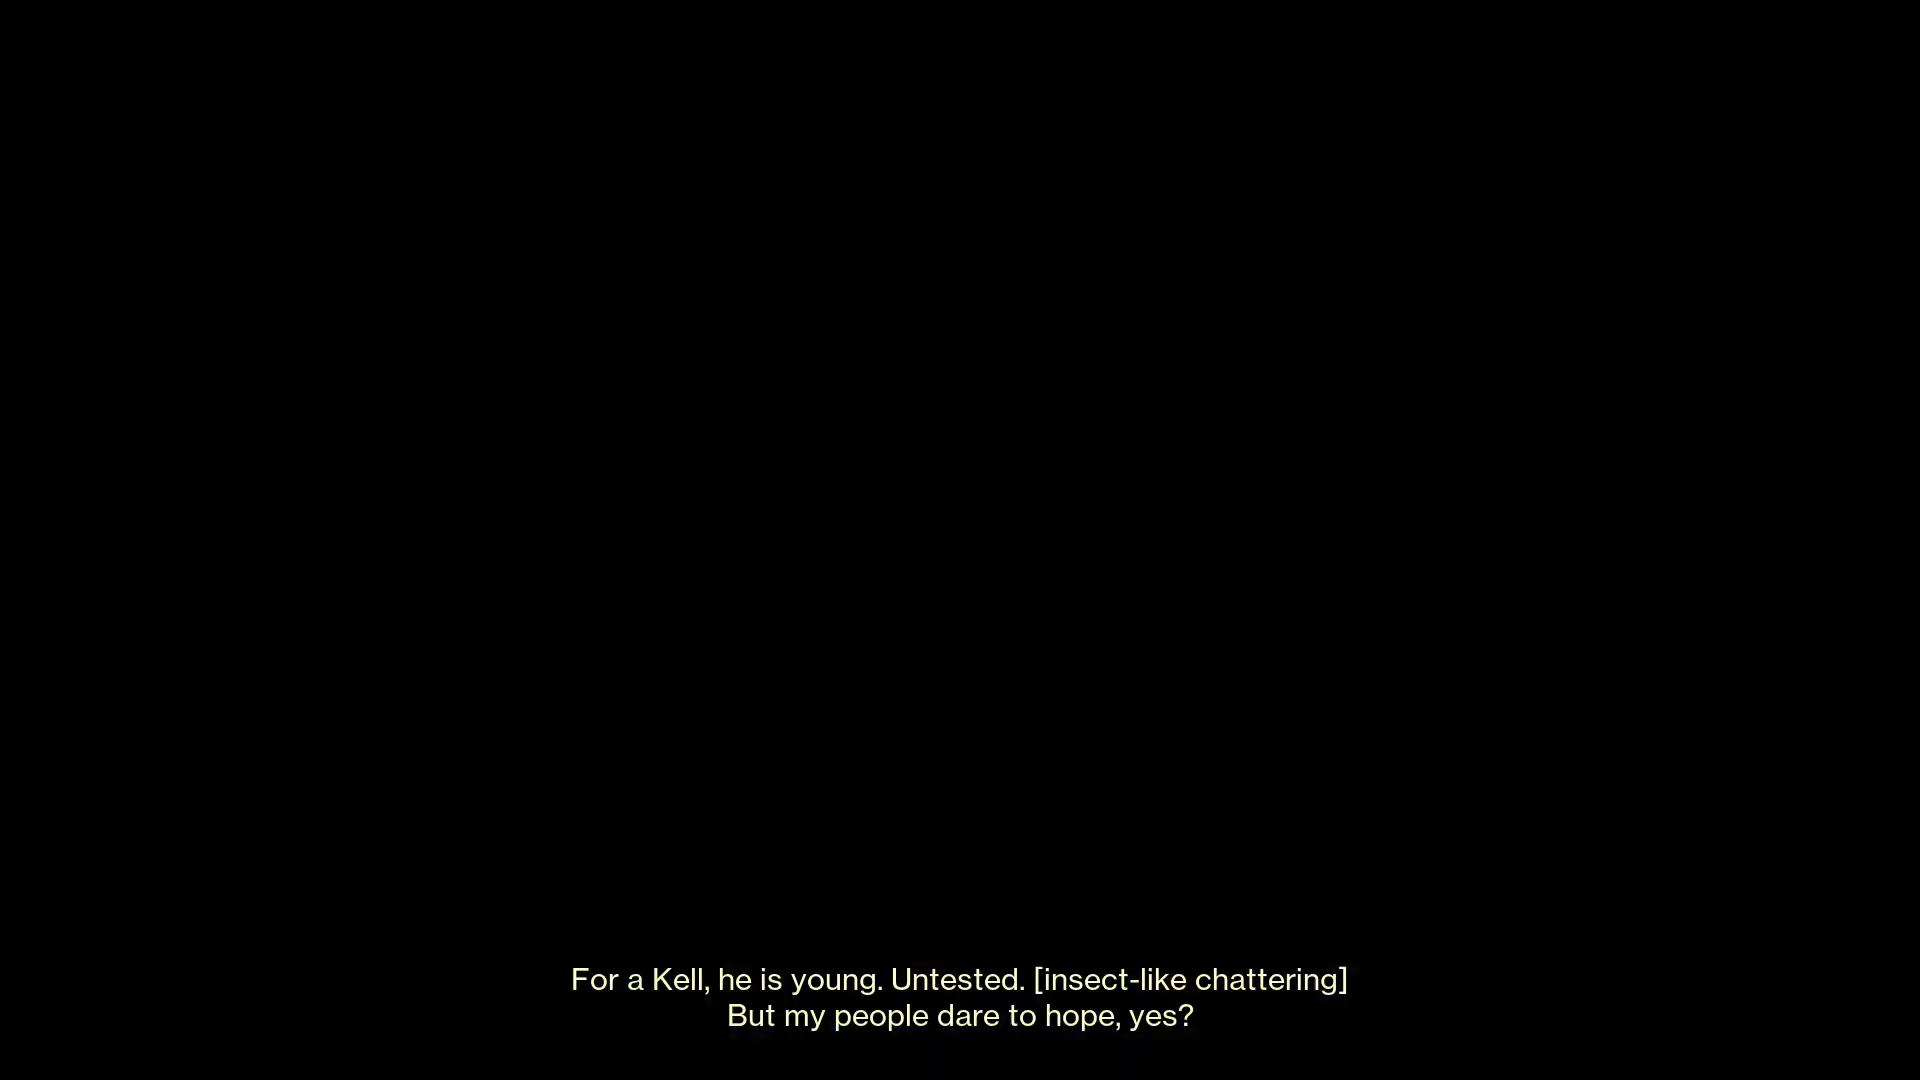 For a Kell, he is young. Untested. [insect-like chattering]
But my people dare to hope, yes?